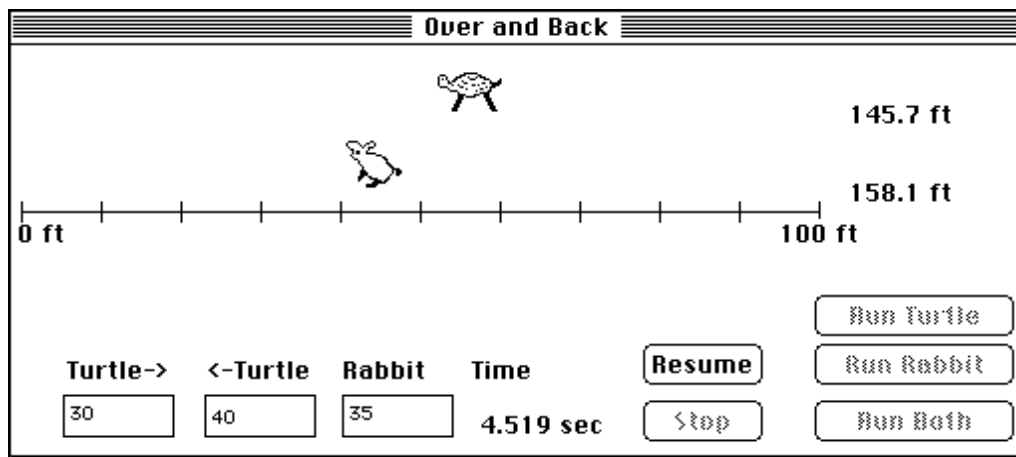 Over and Back
145.7 ft
158.1 ft
0 ft 100 ft
Run Turtle
Turtle-> <-Turtle Rabbit Time Resume Run Rabbit
30 40 35 4.519 sec Stop Run Both